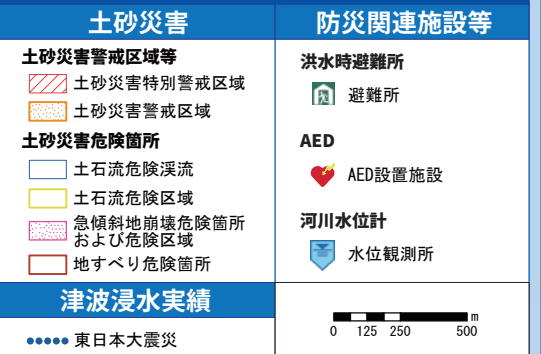 土砂災害
土砂災害警戒区域等
土砂災害特別警戒区域
土砂災害警戒区域
土砂災害危険箇所
土石流危険渓流
土石流危険区域
急傾斜地崩壊危険箇所
および危険区域
地すべり危険箇所
防災関連施設等
洪水時避難所
避難所
AED
AED設置施設
河川水位計
水位観測所
津波浸水実績
東日本大震災
m
0 125 250 500